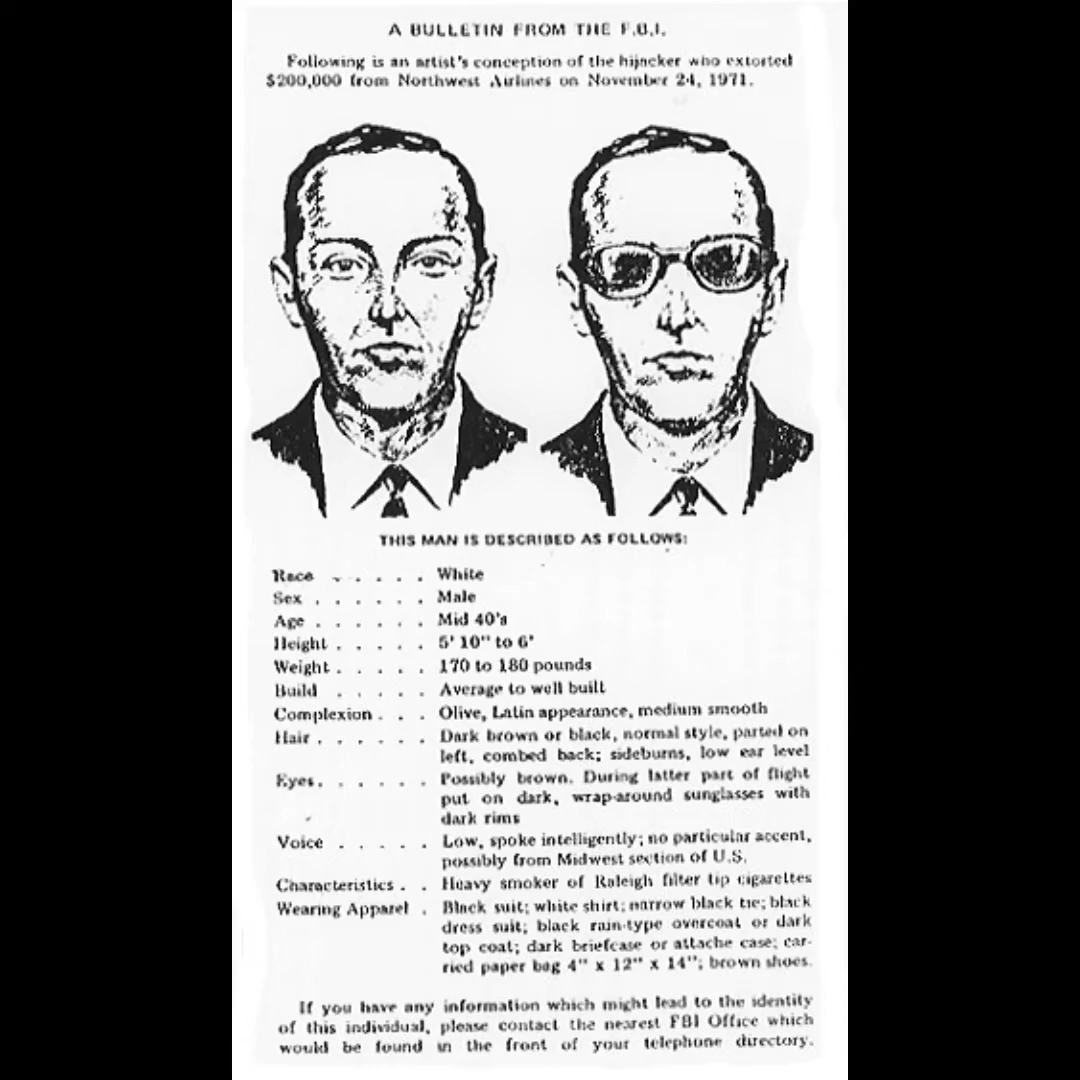 A BULLETIN FROM THE F.B.I.
Following is an artist's conception of the hijacker who extorted
$200,000 from Northwest Airlines on November 24, 1971.
THIS MAN IS DESCRIBED AS FOLLOWS:
Race . . . . . White
Sex . . . . . . Male
Age . . . . . . Mid 40's
Height . . . . . 5' 10" to 6'
Weight . . . . . 170 to 180 pounds
Build . . . . . Average to well built
Complexion . . . Olive, Latin appearance, medium smooth
Hair . . . . . . Dark brown or black, normal style, parted on
left, combed back; sideburns, low ear level
Eyes . . . . . . Possibly brown. During latter part of flight
put on dark, wrap-around sunglasses with
dark rims
Voice . . . . . Low, spoke intelligently; no particular accent,
possibly from Midwest section of U.S.
Characteristics . . Heavy smoker of Raleigh filter tip cigarettes
Wearing Apparel . Black suit; white shirt; narrow black tie; black
dress suit; black rain-type overcoat or dark
top coat; dark briefcase or attache case; car-
ried paper bag 4" x 12" x 14"; brown shoes.
If you have any information which might lead to the identity
of this individual, please contact the nearest FBI Office which
would be found in the front of your telephone directory.